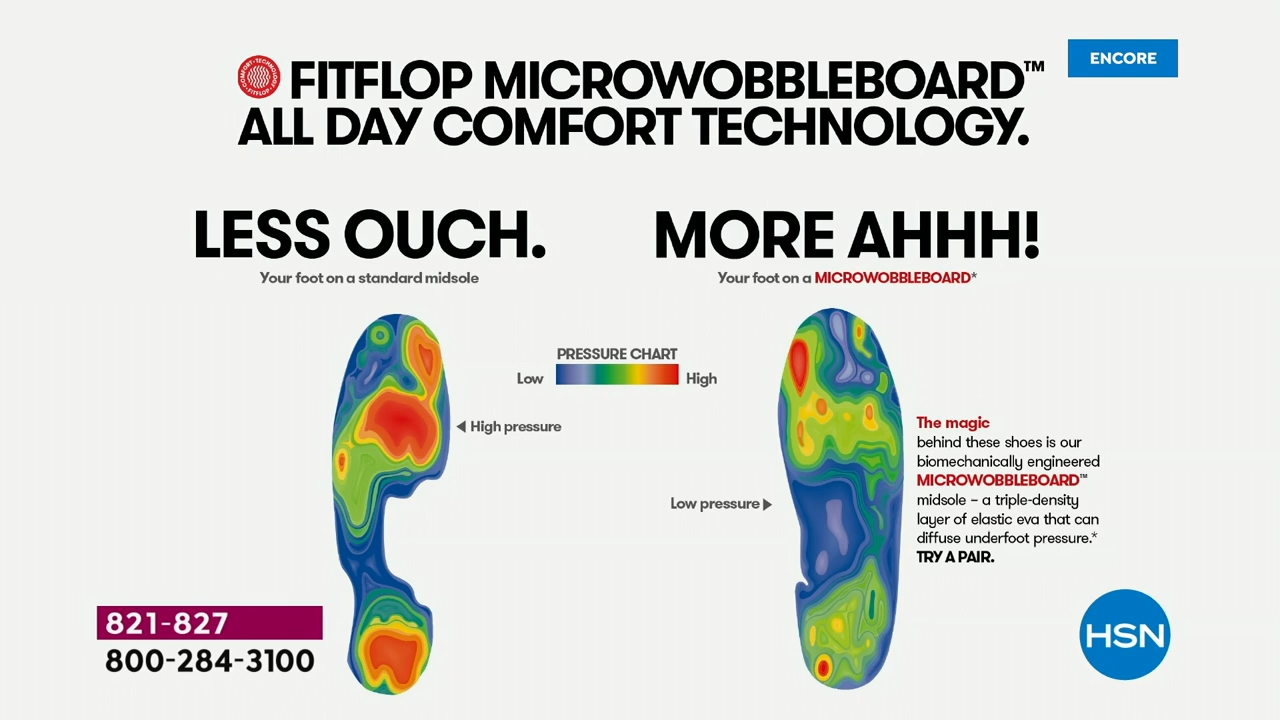 ENCORE
FITFLOP MICROWOBBLEBOARD™
ALL DAY COMFORT TECHNOLOGY.
LESS OUCH.
Your foot on a standard midsole
MORE AHHH!
Your foot on a MICROWOBBLEBOARD*
PRESSURE CHART
Low
High
High pressure
Low pressure
The magic
behind these shoes is our
biomechanically engineered
MICROWOBBLEBOARD™
midsole – a triple-density
layer of elastic eva that can
diffuse underfoot pressure.*
TRY A PAIR.
821-827
800-284-3100
HSN